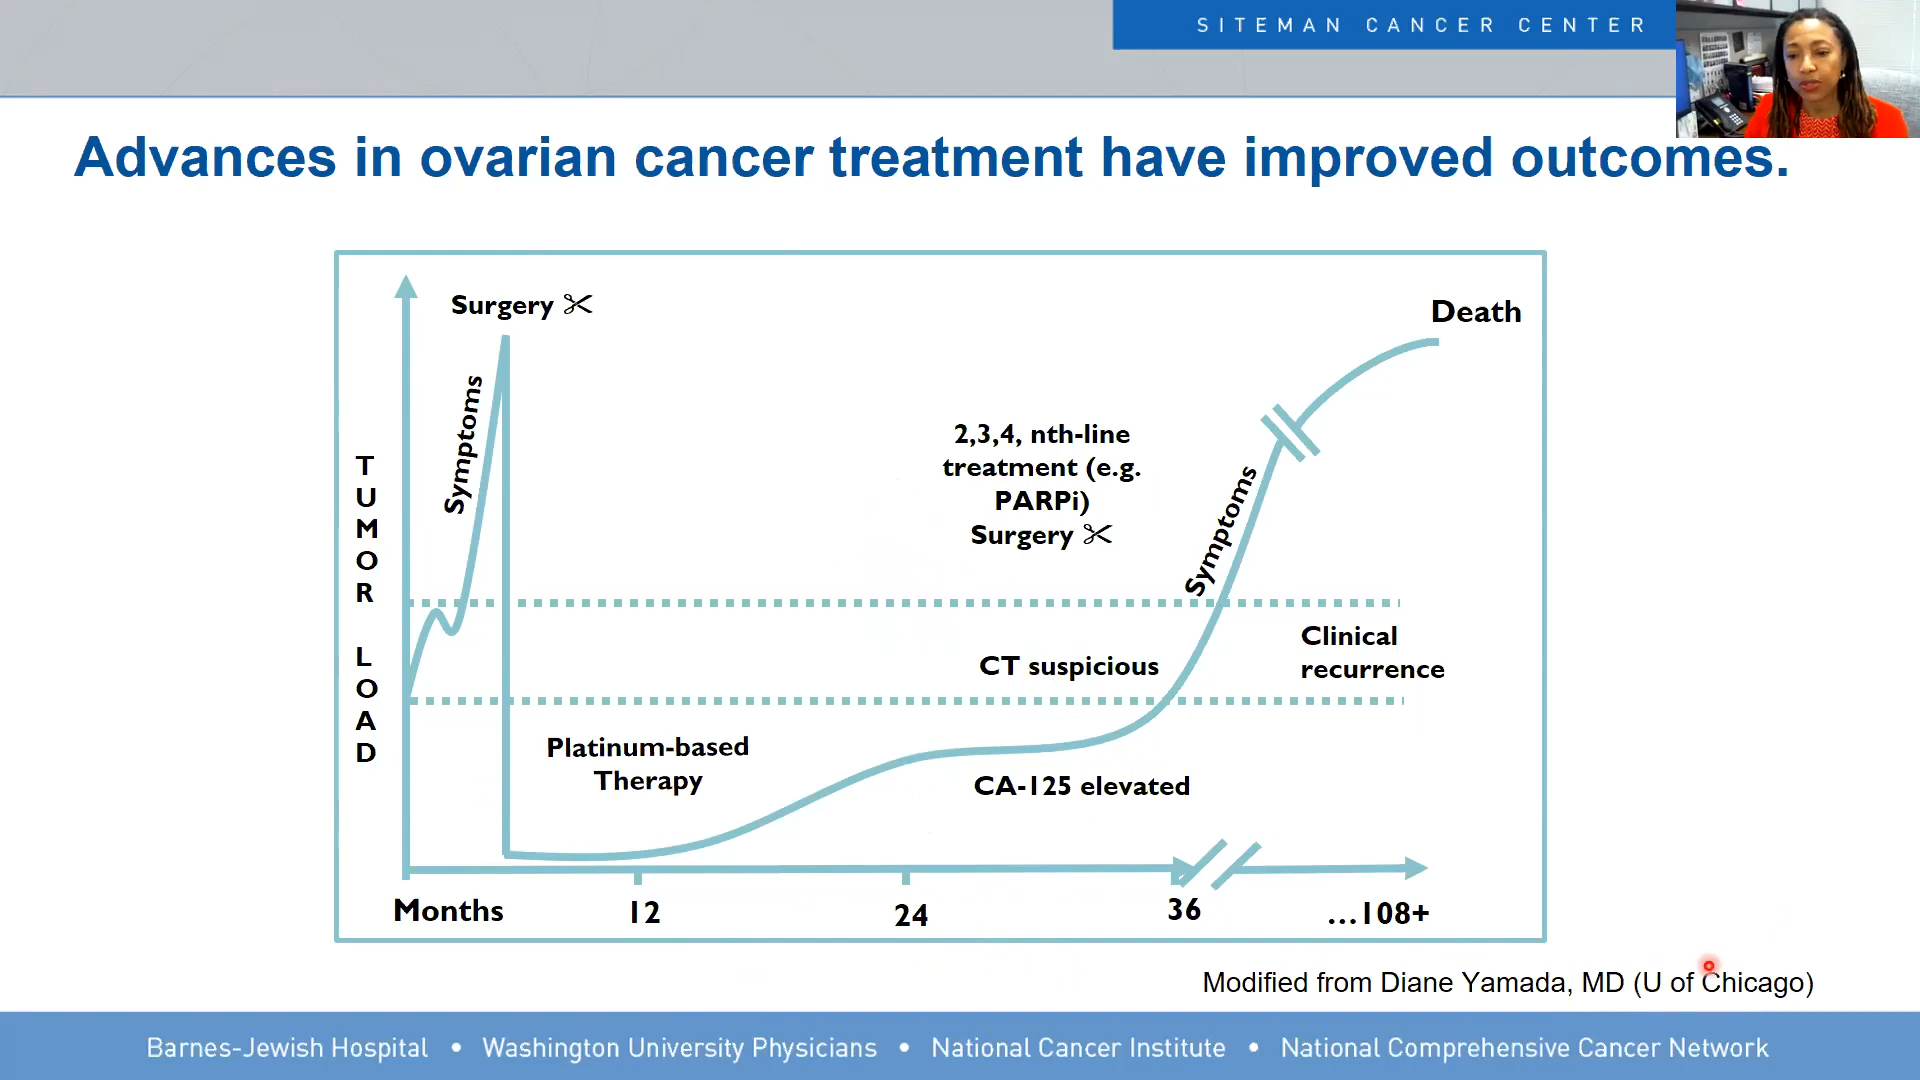 SITEMAN CANCER CENTER
Advances in ovarian cancer treatment have improved outcomes.
Surgery
Death
Symptoms
2,3,4, nth-line
treatment (e.g.
PARPi)
Surgery
Symptoms
TUMOR LOAD
Clinical
recurrence
CT suspicious
Platinum-based
Therapy
CA-125 elevated
Months 12 24 36 ...108+
Modified from Diane Yamada, MD (U of Chicago)
Barnes-Jewish Hospital • Washington University Physicians • National Cancer Institute • National Comprehensive Cancer Network